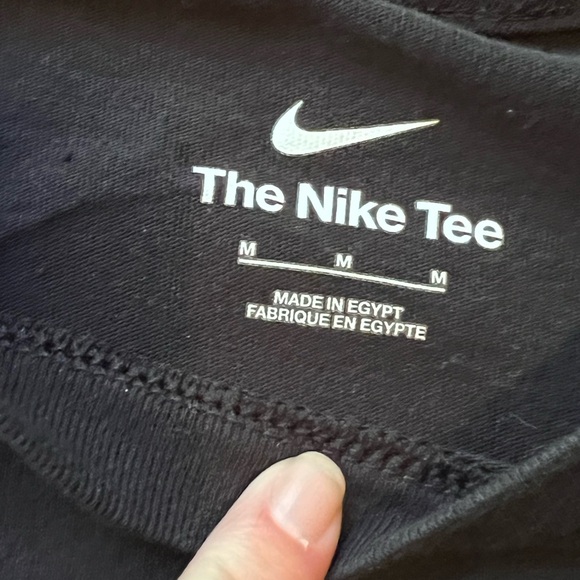 The Nike Tee
M M M
MADE IN EGYPT
FABRIQUE EN EGYPTE